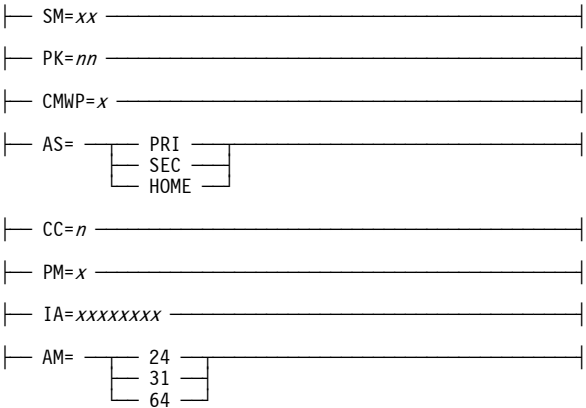 SM=xx
PK=nn
CMWP=x
AS= PRI
SEC
HOME
CC=n
PM=x
IA=xxxxxxxx
AM= 24
31
64